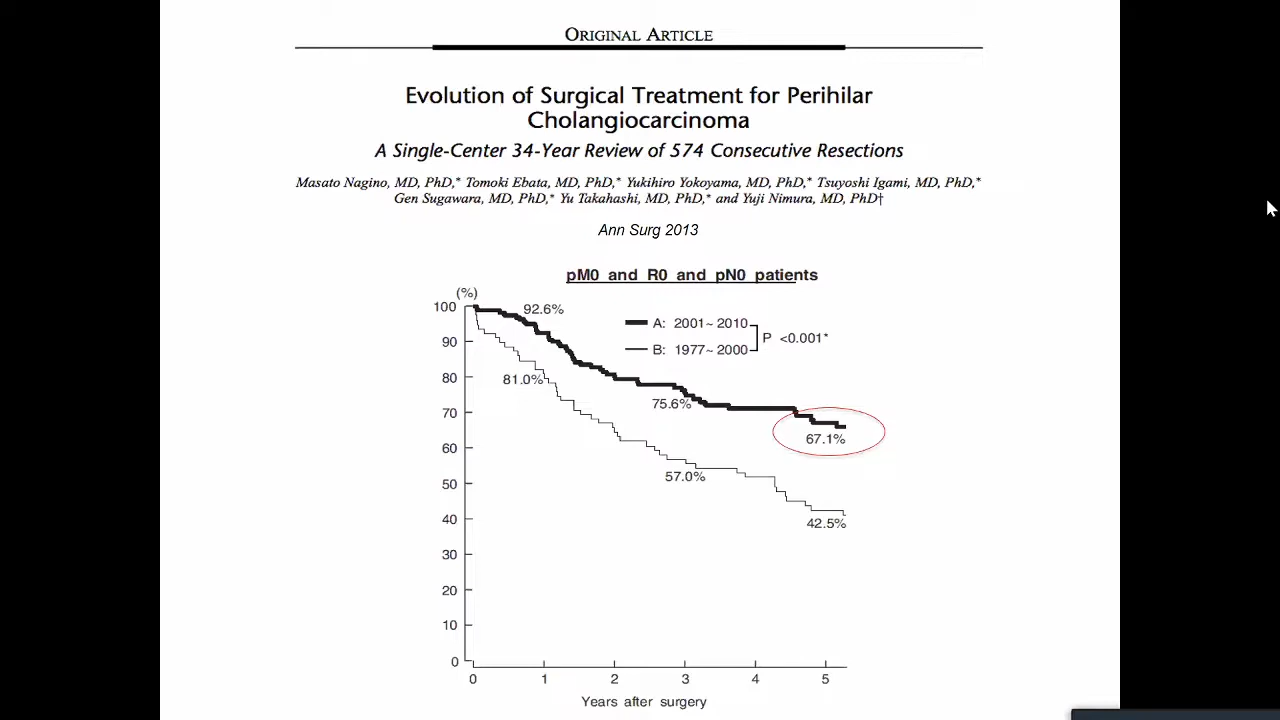 ORIGINAL ARTICLE
Evolution of Surgical Treatment for Perihilar
Cholangiocarcinoma
A Single-Center 34-Year Review of 574 Consecutive Resections
Masato Nagino, MD, PhD,* Tomoki Ebata, MD, PhD,* Yukihiro Yokoyama, MD, PhD,* Tsuyoshi Igami, MD, PhD,*
Gen Sugawara, MD, PhD,* Yu Takahashi, MD, PhD,* and Yuji Nimura, MD, PhD†
Ann Surg 2013
pM0 and R0 and pN0 patients
(%)
100
90
80
70
60
50
40
30
20
10
0
92.6%
A: 2001~2010
B: 1977~2000
P <0.001*
81.0%
75.6%
67.1%
57.0%
42.5%
0 1 2 3 4 5
Years after surgery